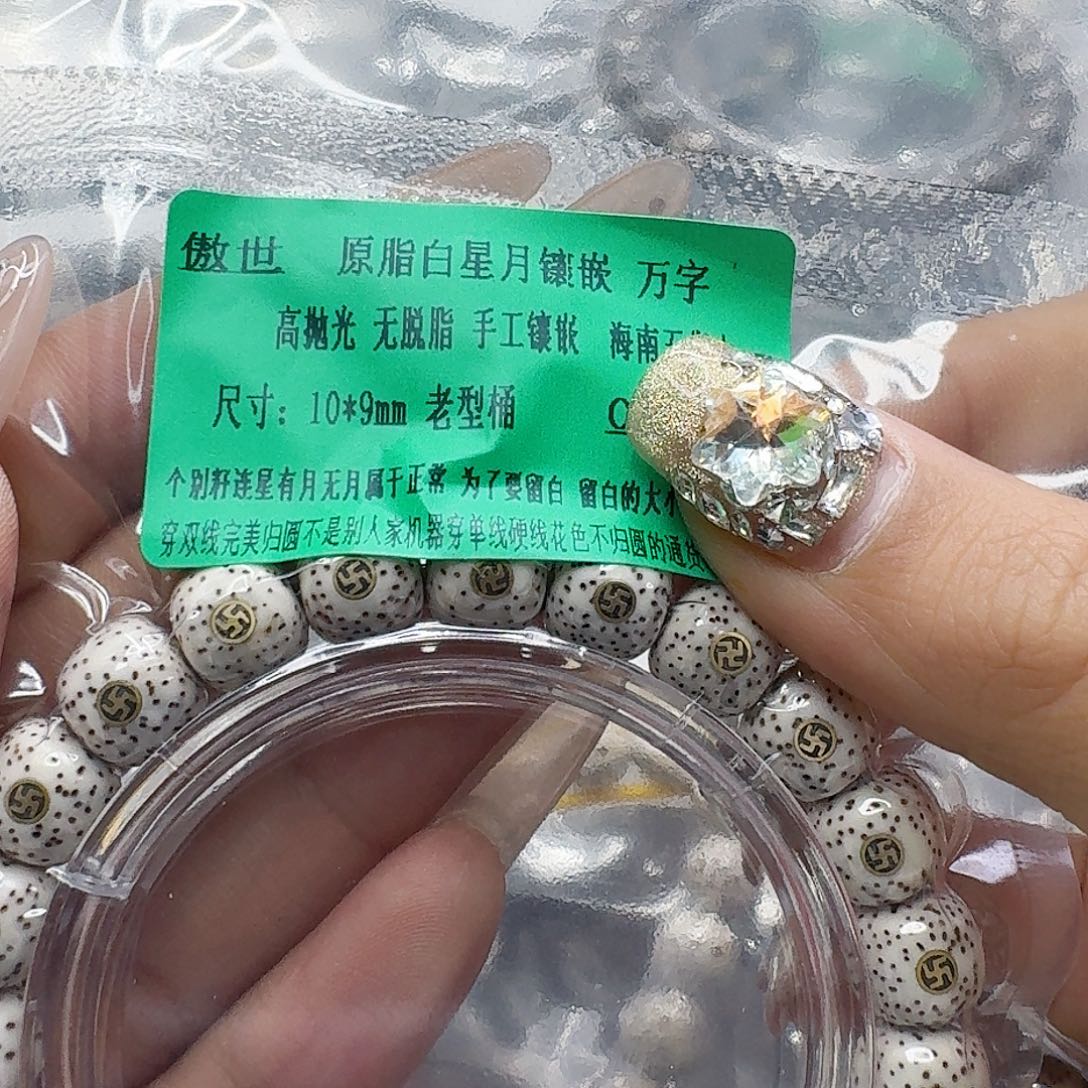 傲世 原脂白星月镶嵌 万字
高抛光 无脱脂 手工镶嵌 海南
尺寸：10*9mm 老型桶
个别籽连星有月无月属于正常 为了要留白 留白的大小
穿双线完美归圆不是别人家机器穿单线硬线花色不归圆的通货